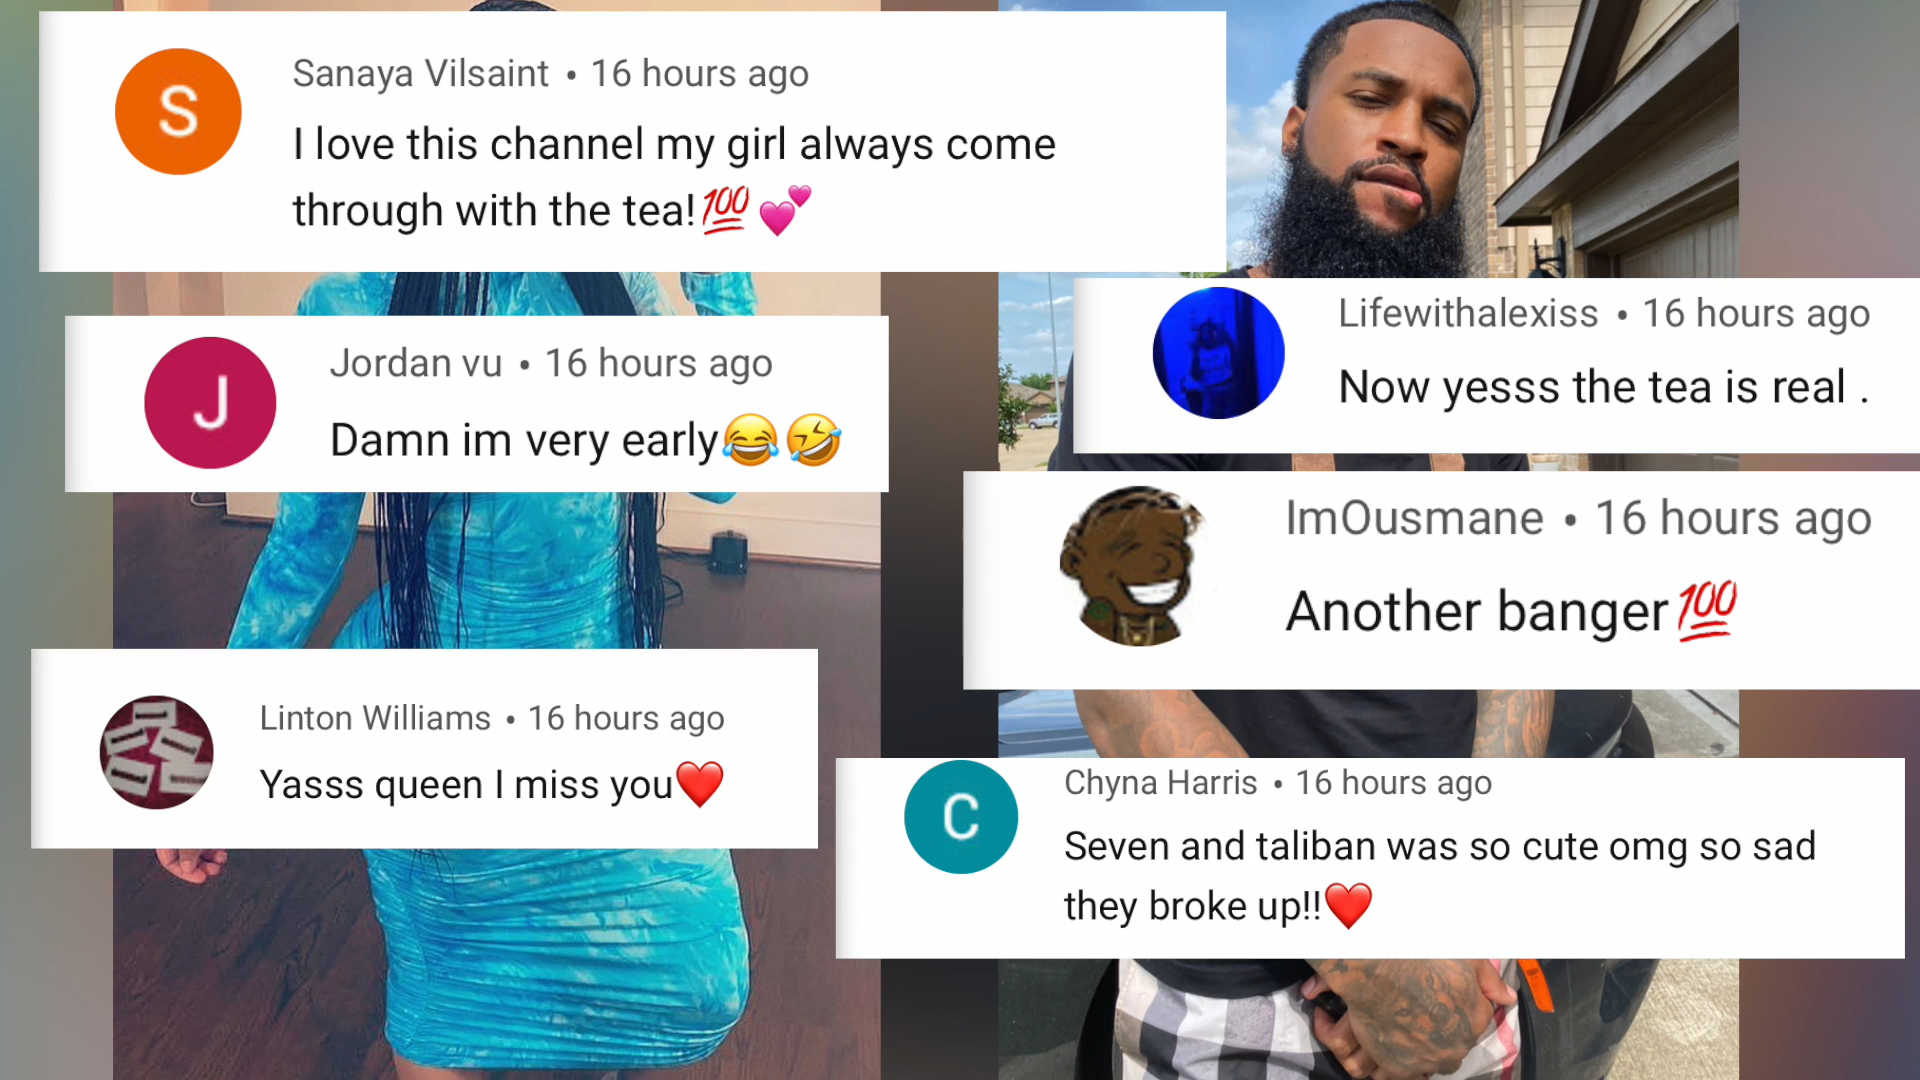 S
Sanaya Vilsaint • 16 hours ago
I love this channel my girl always come
through with the tea!💯💕
J
Jordan vu • 16 hours ago
Damn im very early😂🤣
Linton Williams • 16 hours ago
Yasss queen I miss you❤️
Lifewithalexiss • 16 hours ago
Now yesss the tea is real .
ImOusmane • 16 hours ago
Another banger💯
C
Chyna Harris • 16 hours ago
Seven and taliban was so cute omg so sad
they broke up!!❤️